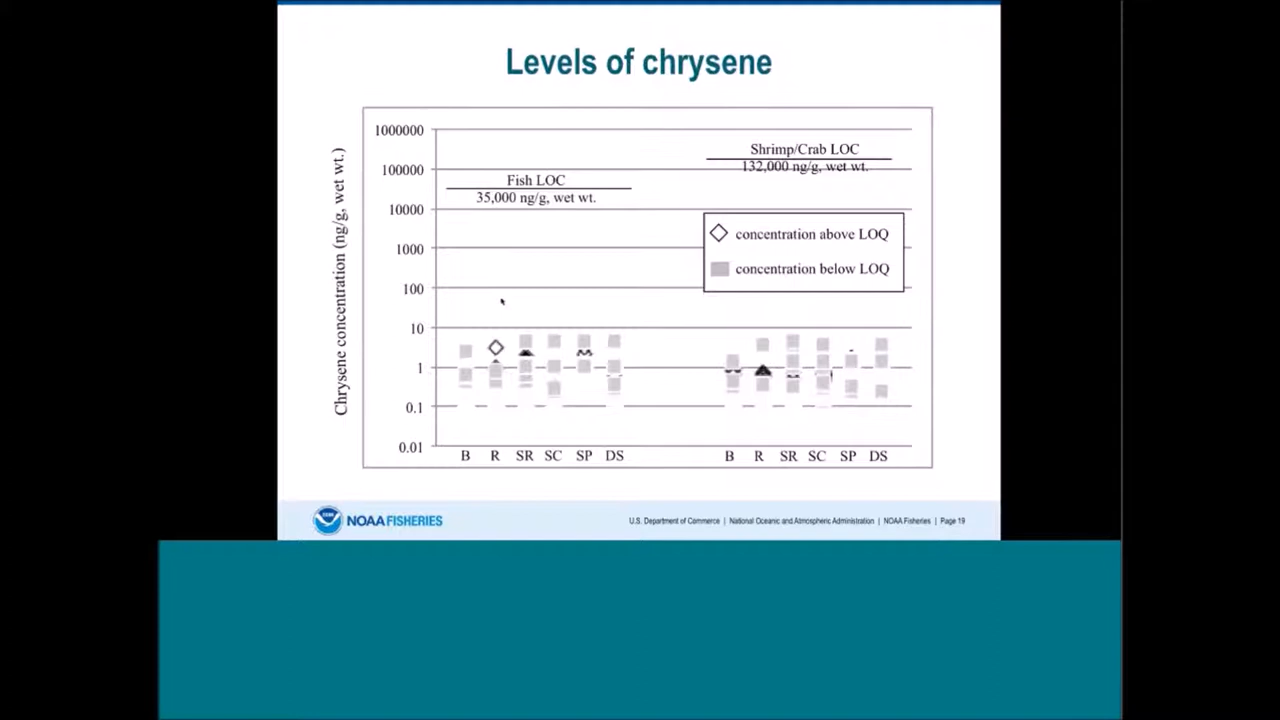 Levels of chrysene
Chrysene concentration (ng/g, wet wt.)
1000000
100000
10000
1000
100
10
1
0.1
0.01
Fish LOC
35,000 ng/g, wet wt.
Shrimp/Crab LOC
132,000 ng/g, wet wt.
concentration above LOQ
concentration below LOQ
B R SR SC SP DS
B R SR SC SP DS
NOAA FISHERIES
U.S. Department of Commerce | National Oceanic and Atmospheric Administration | NOAA Fisheries | Page 19